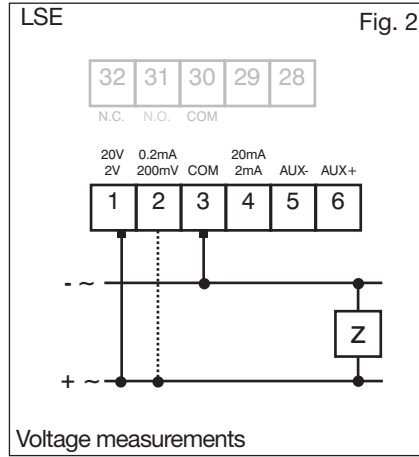 LSE Fig. 2
32 31 30 29 28
N.C. N.O. COM
20V 0.2mA 20mA
2V 200mV COM 2mA AUX- AUX+
1 2 3 4 5 6
- ~
Z
+ ~
Voltage measurements